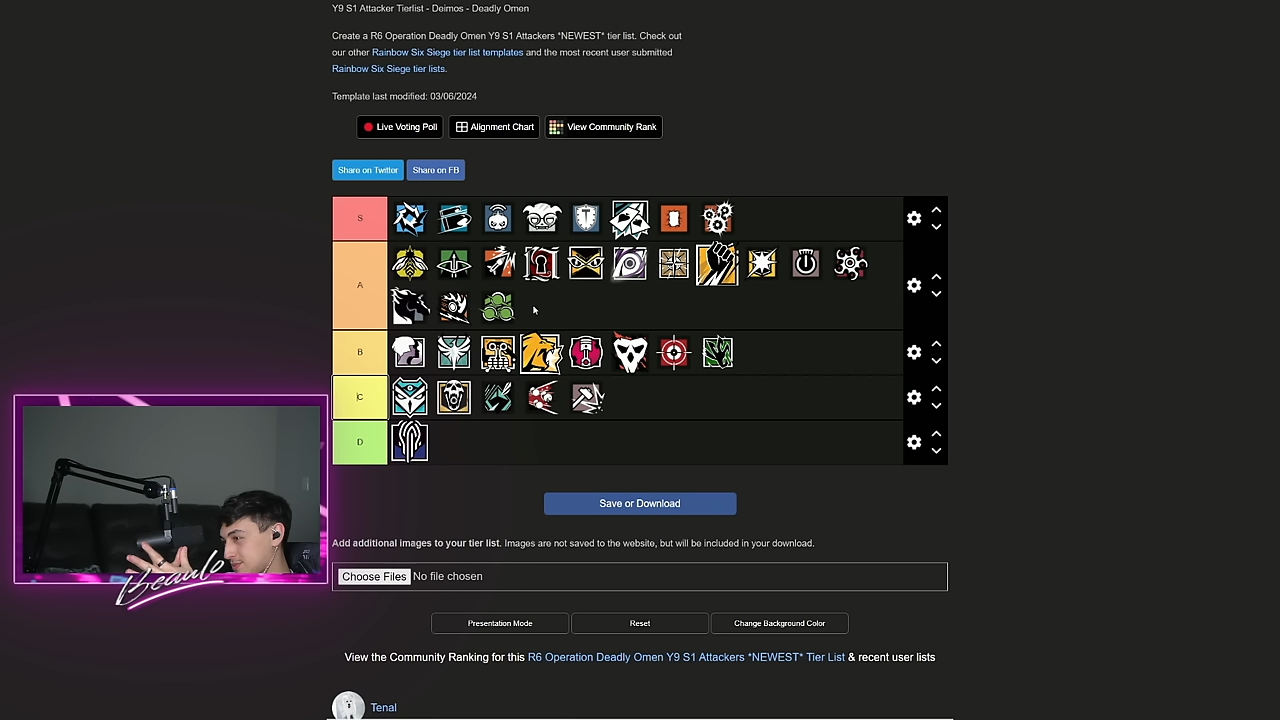 Y9 S1 Attacker Tierlist - Deimos - Deadly Omen
Create a R6 Operation Deadly Omen Y9 S1 Attackers *NEWEST* tier list. Check out
our other Rainbow Six Siege tier list templates and the most recent user submitted
Rainbow Six Siege tier lists.
Template last modified: 03/06/2024
Live Voting Poll
Alignment Chart
View Community Rank
Share on Twitter
Share on FB
S
A
B
C
D
Beaulo
Save or Download
Add additional images to your tier list. Images are not saved to the website, but will be included in your download.
Choose Files No file chosen
Presentation Mode
Reset
Change Background Color
View the Community Ranking for this R6 Operation Deadly Omen Y9 S1 Attackers *NEWEST* Tier List & recent user lists
Tenal